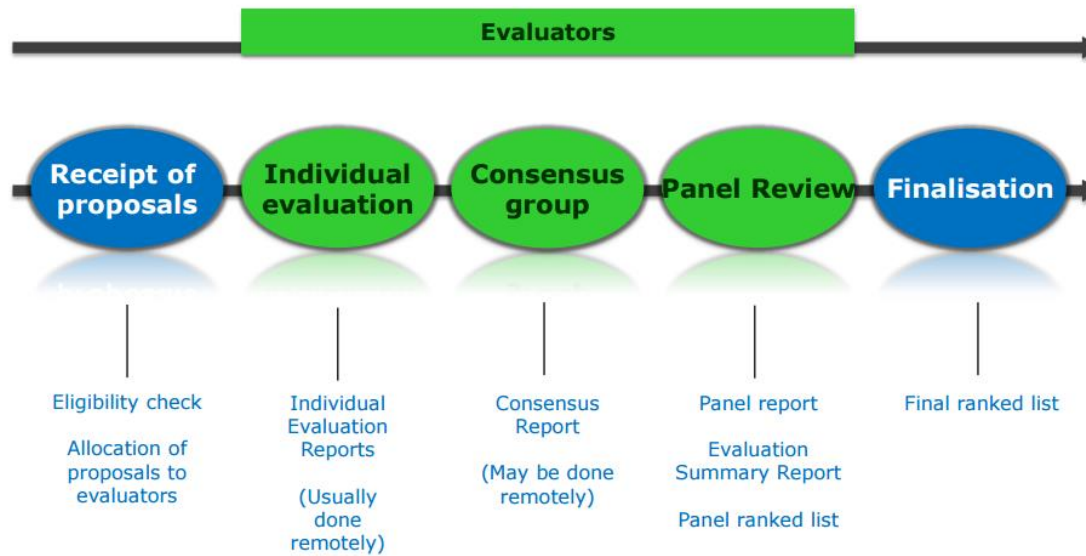 Evaluators
Receipt of
proposals
Individual
evaluation
Consensus
group
Panel Review
Finalisation
Eligibility check
Allocation of
proposals to
evaluators
Individual
Evaluation
Reports
(Usually
done
remotely)
Consensus
Report
(May be done
remotely)
Panel report
Evaluation
Summary Report
Panel ranked list
Final ranked list